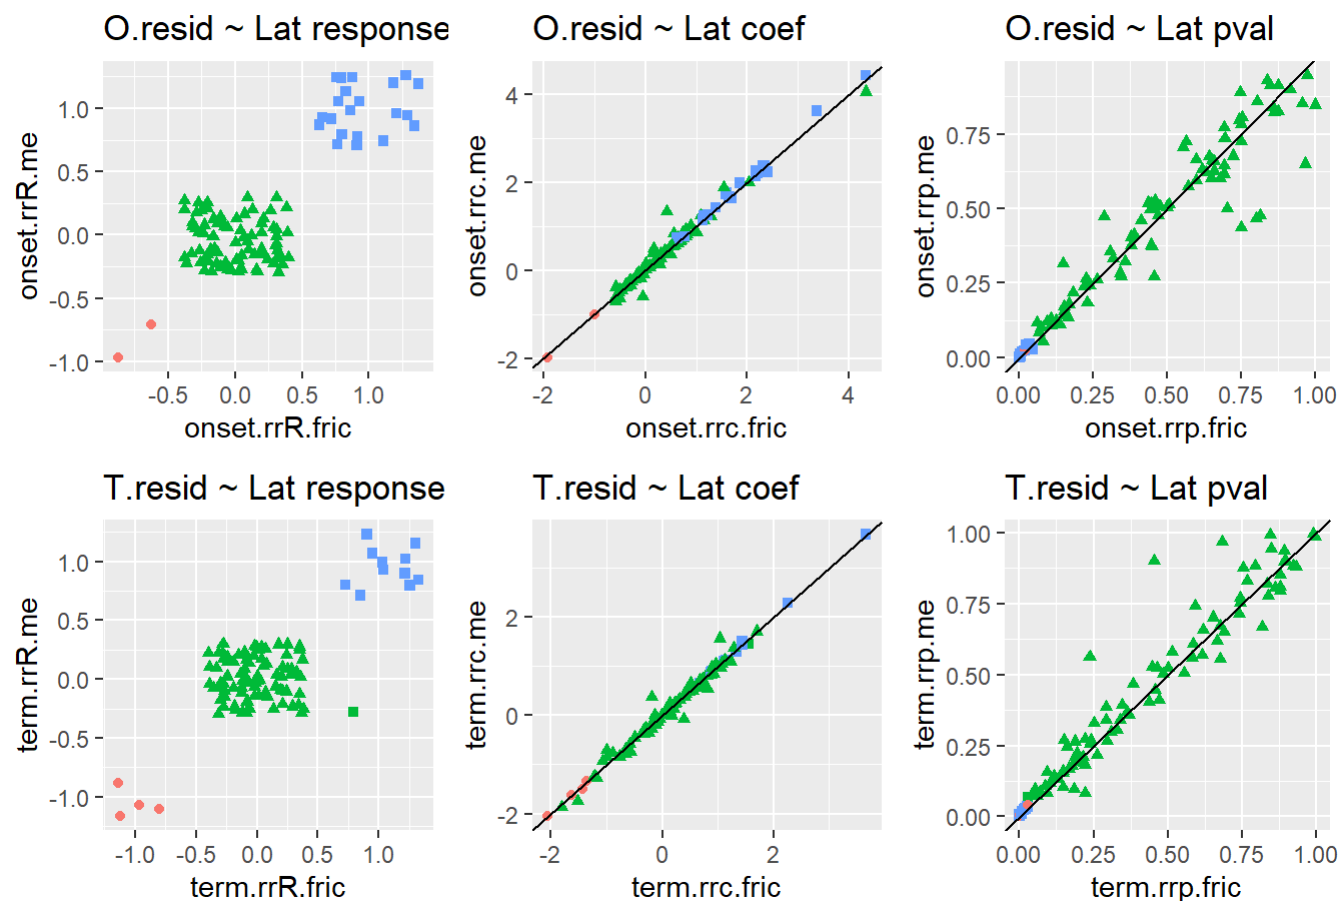 O.resid ~ Lat response
O.resid ~ Lat coef
O.resid ~ Lat pval
onset.rrR.me
1.0
0.5
0.0
-0.5
-1.0
-0.5
0.0
0.5
1.0
onset.rrR.fric
onset.rrc.me
4
2
0
-2
-2
0
2
4
onset.rrc.fric
onset.rrp.me
0.75
0.50
0.25
0.00
0.00
0.25
0.50
0.75
1.00
onset.rrp.fric
T.resid ~ Lat response
T.resid ~ Lat coef
T.resid ~ Lat pval
term.rrR.me
1.0
0.5
0.0
-0.5
-1.0
-1.0
-0.5
0.0
0.5
1.0
term.rrR.fric
term.rrc.me
2
0
-2
-2
0
2
term.rrc.fric
term.rrp.me
1.00
0.75
0.50
0.25
0.00
0.00
0.25
0.50
0.75
1.00
term.rrp.fric